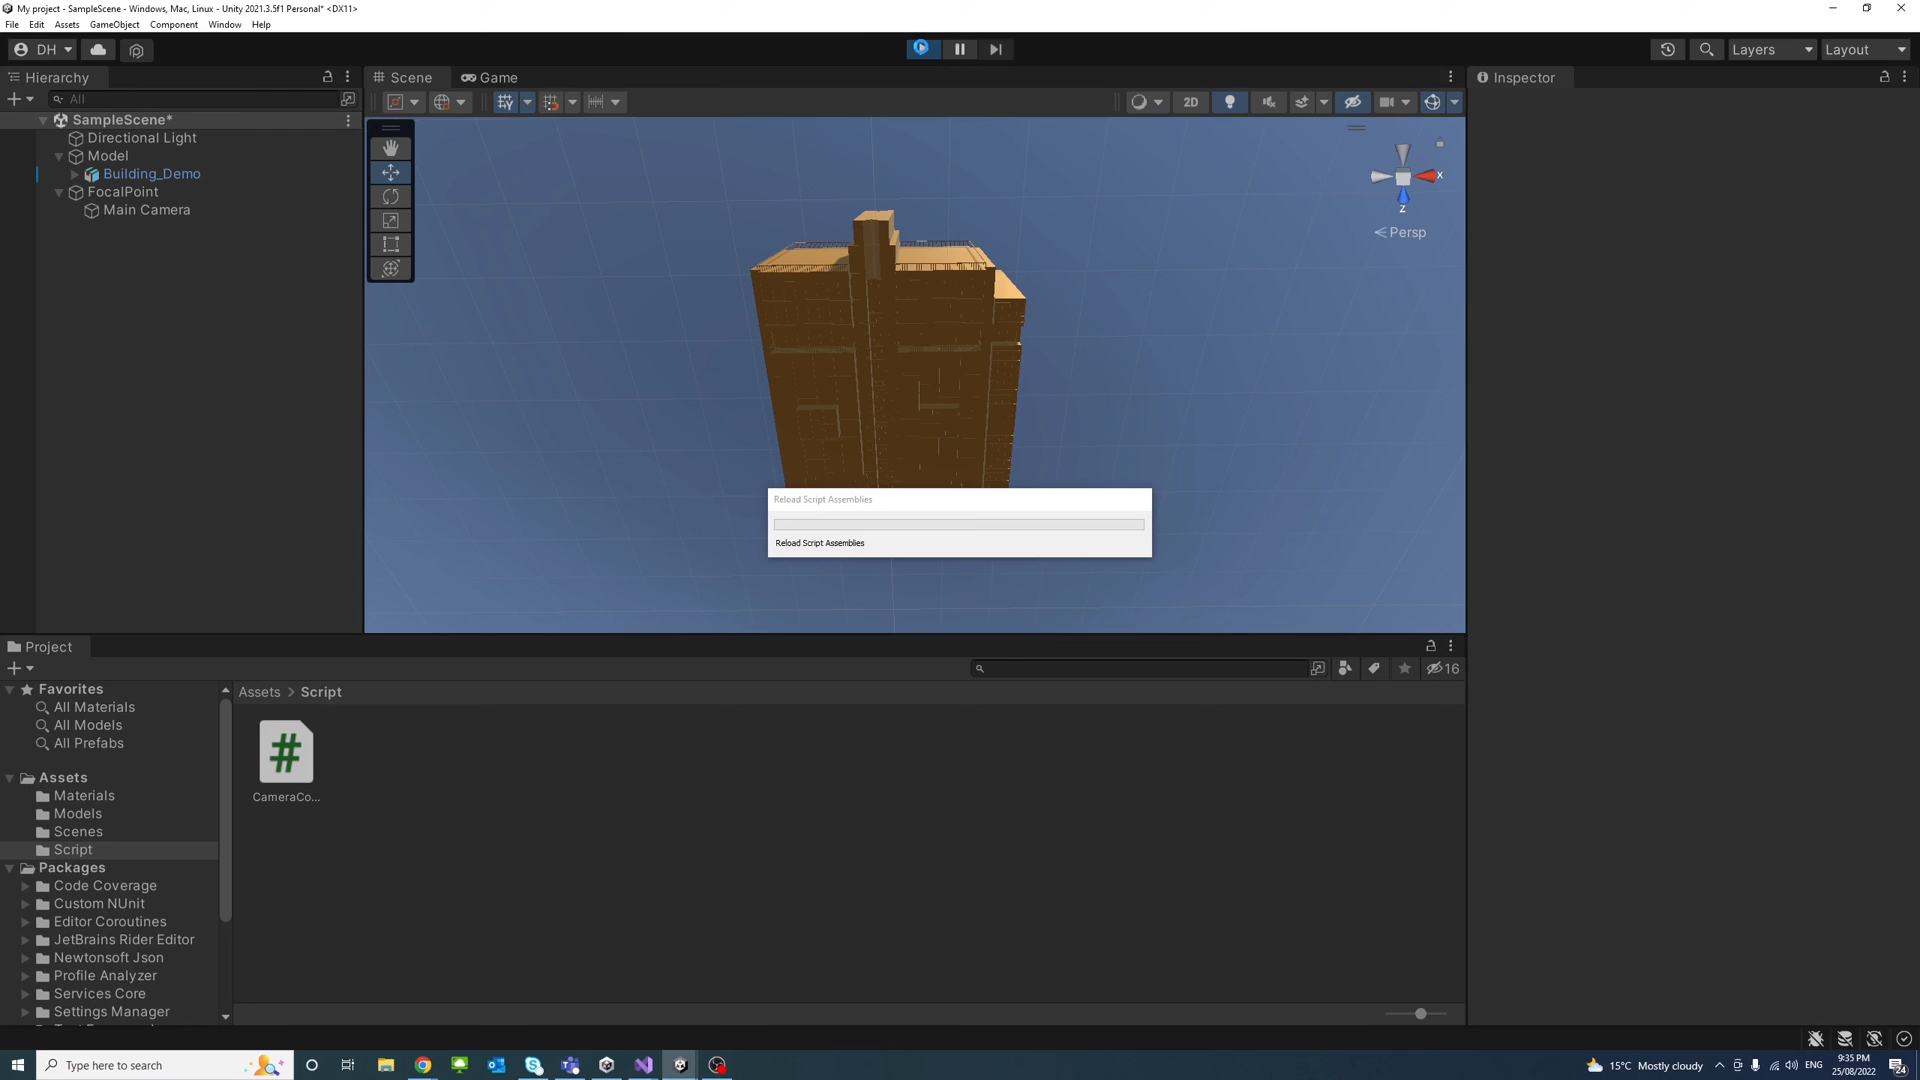 My project - SampleScene - Windows, Mac, Linux - Unity 2021.3.5f1 Personal* <DX11>
File Edit Assets GameObject Component Window Help
DH
Layers
Layout
Hierarchy
Scene
Game
Inspector
All
2D
SampleScene*
Directional Light
Model
Building_Demo
FocalPoint
Main Camera
X
Z
Persp
Reload Script Assemblies
Reload Script Assemblies
Project
16
Favorites
All Materials
All Models
All Prefabs
Assets
Materials
Models
Scenes
Script
Packages
Code Coverage
Custom NUnit
Editor Coroutines
JetBrains Rider Editor
Newtonsoft Json
Profile Analyzer
Services Core
Settings Manager
Assets > Script
CameraCo...
Type here to search
15°C Mostly cloudy
ENG
9:35 PM
25/08/2022
24